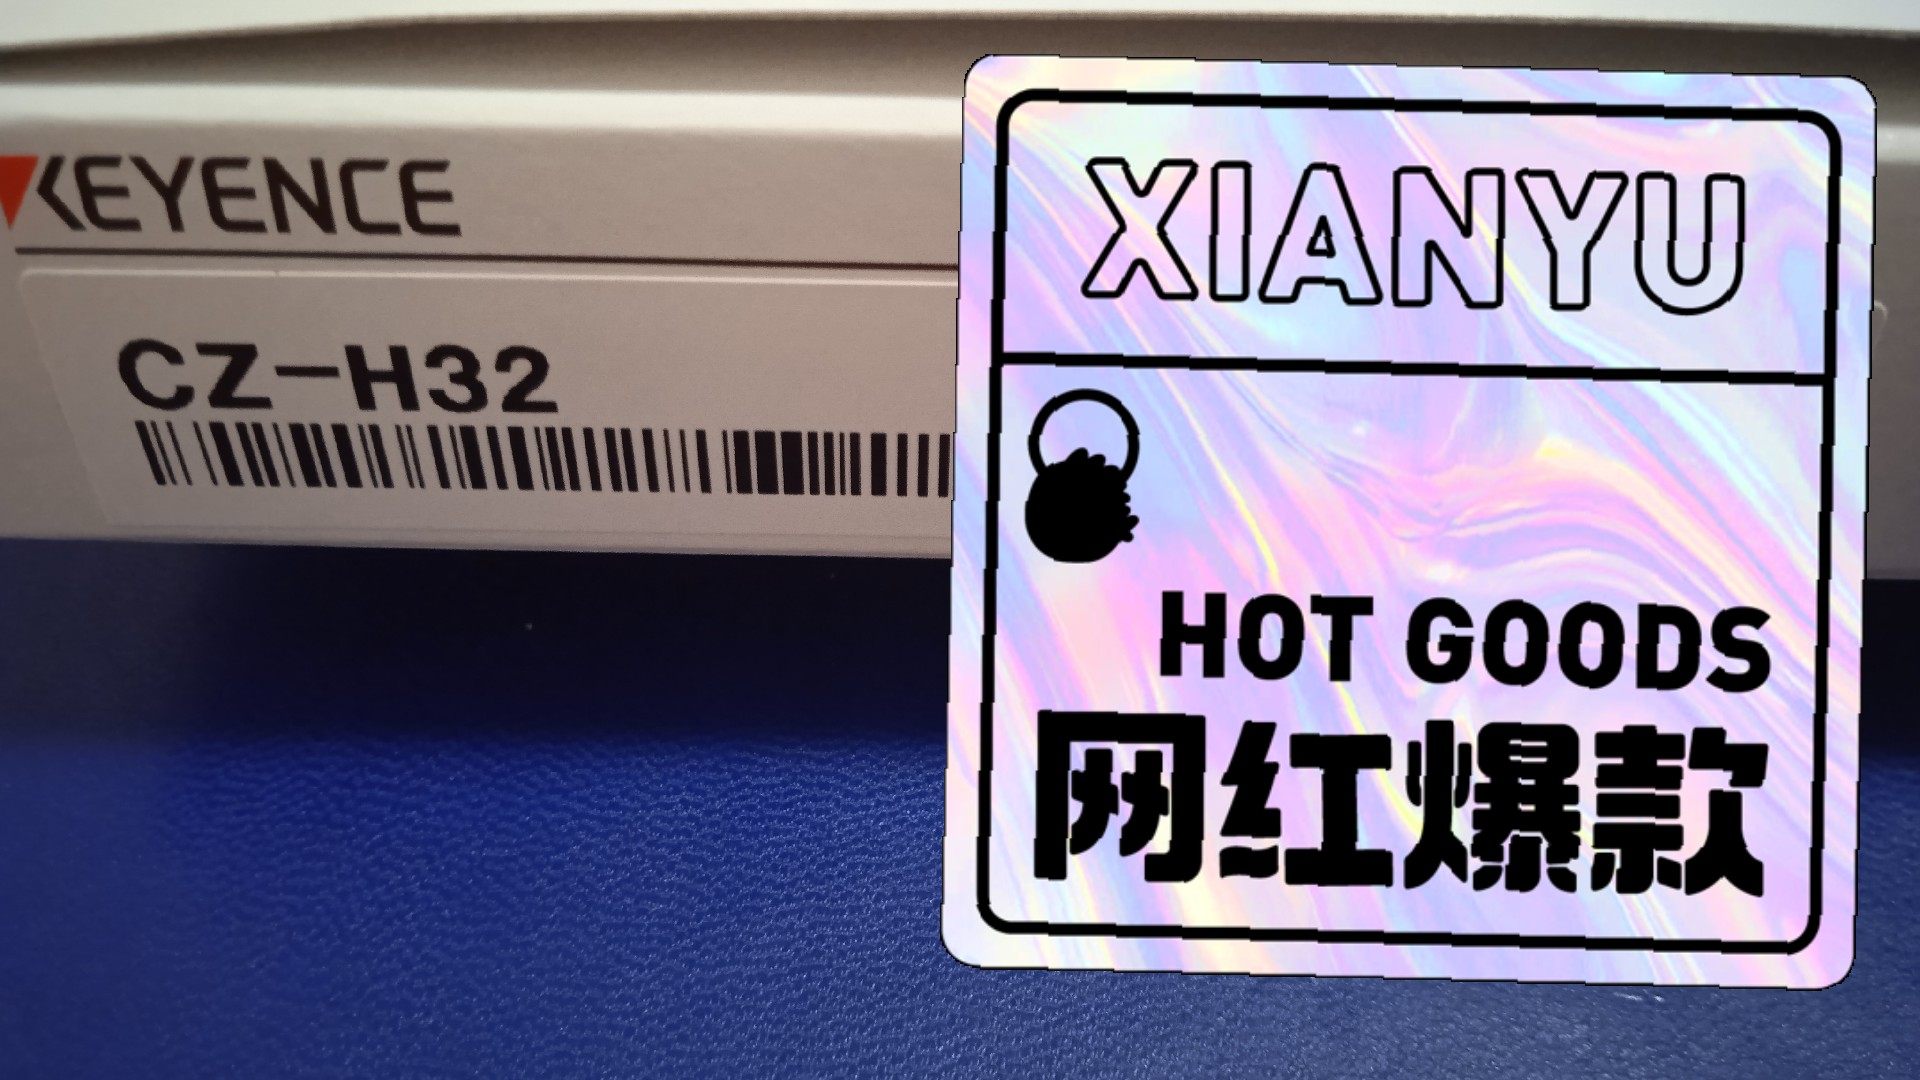 KEYENCE
CZ-H32
XIANYU
HOT GOODS
网红爆款